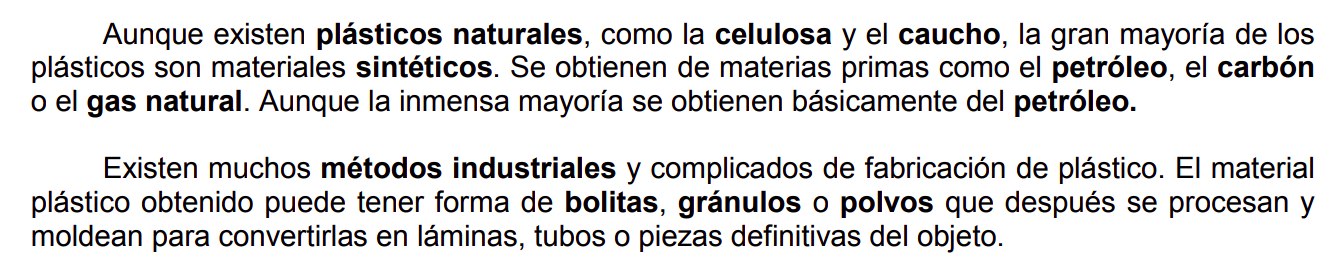 Aunque existen plásticos naturales, como la celulosa y el caucho, la gran mayoría de los
plásticos son materiales sintéticos. Se obtienen de materias primas como el petróleo, el carbón
o el gas natural. Aunque la inmensa mayoría se obtienen básicamente del petróleo.
Existen muchos métodos industriales y complicados de fabricación de plástico. El material
plástico obtenido puede tener forma de bolitas, gránulos o polvos que después se procesan y
moldean para convertirlas en láminas, tubos o piezas definitivas del objeto.